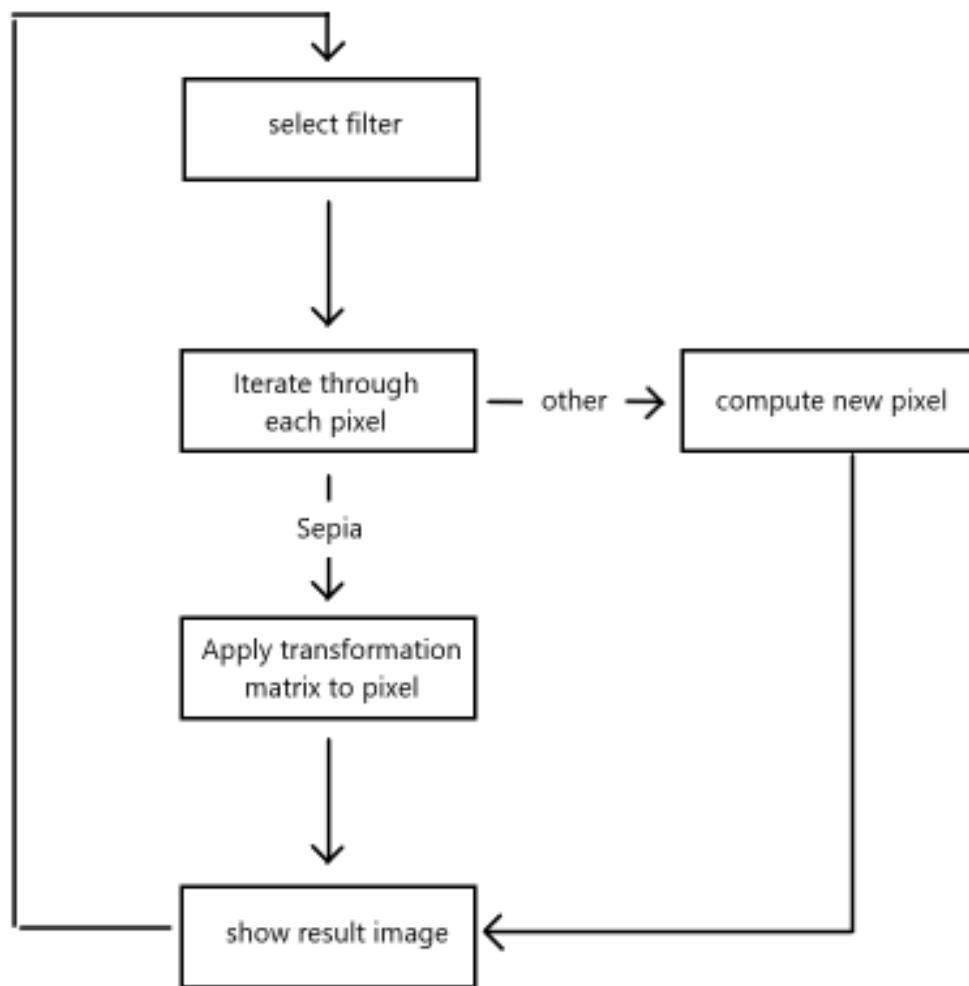 select filter
Iterate through
each pixel
other
compute new pixel
Sepia
Apply transformation
matrix to pixel
show result image